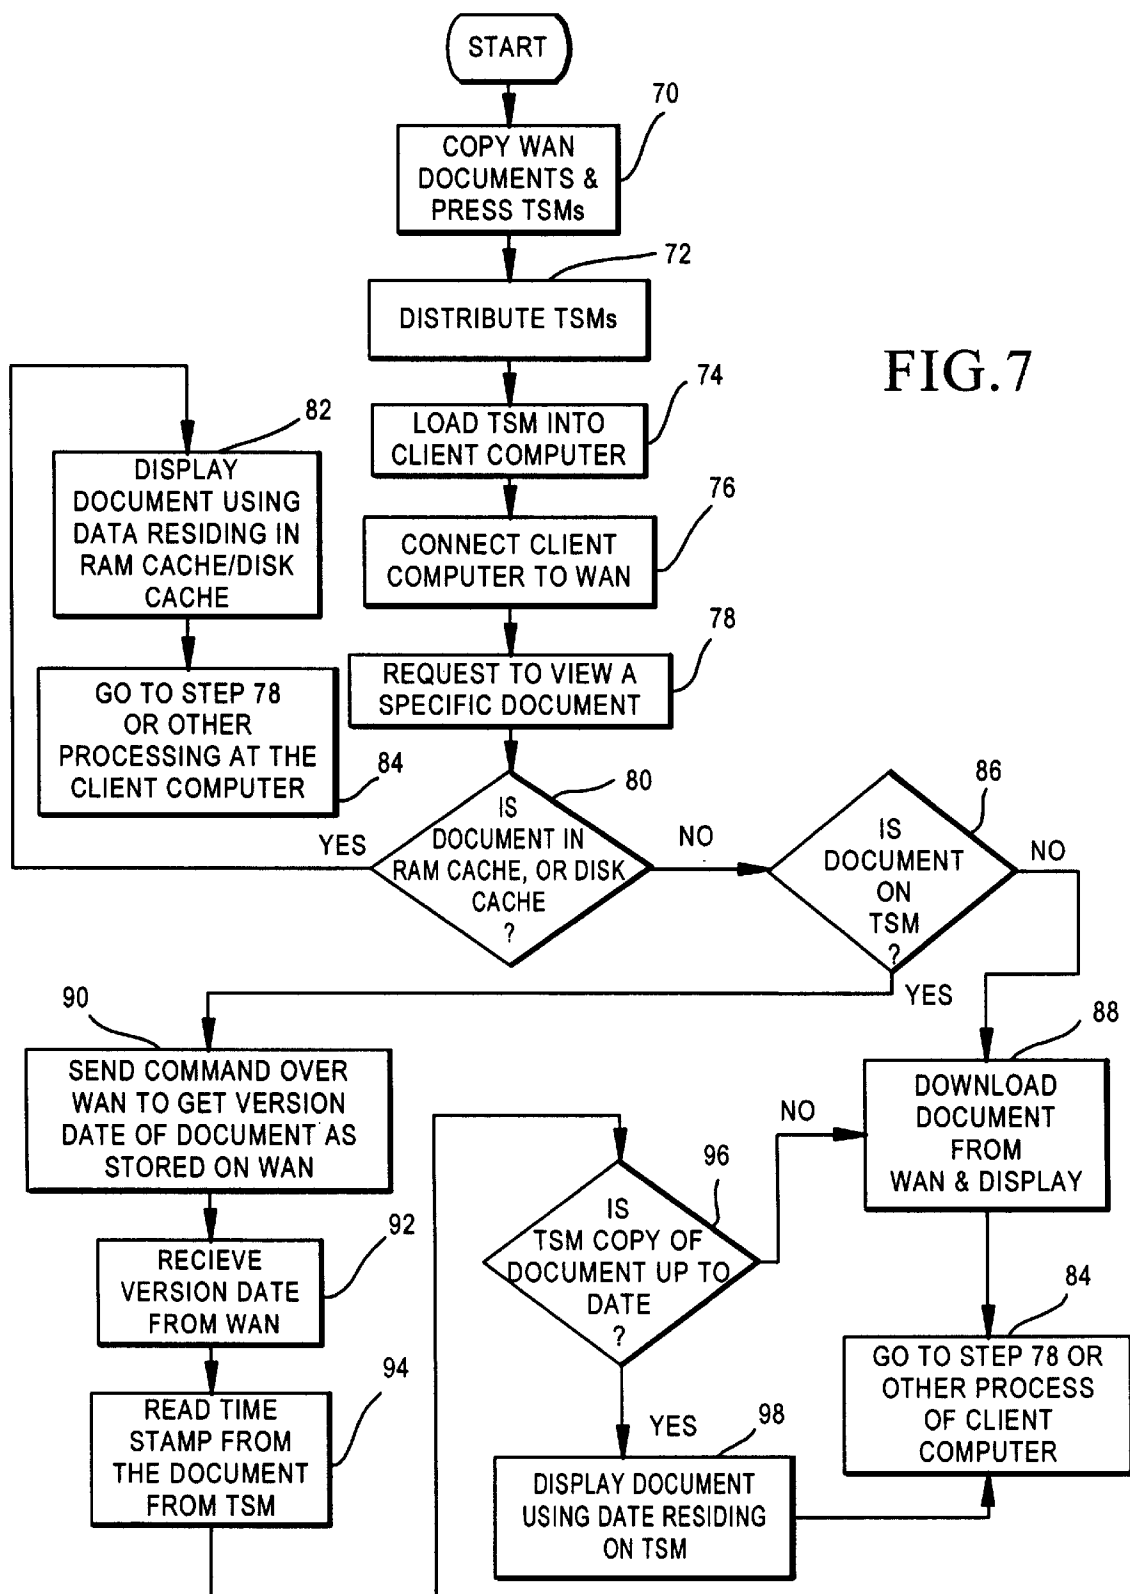 START
70
COPY WAN
DOCUMENTS &
PRESS TSMs
72
DISTRIBUTE TSMs
FIG.7
74
LOAD TSM INTO
CLIENT COMPUTER
82
DISPLAY
DOCUMENT USING
DATA RESIDING IN
RAM CACHE/DISK
CACHE
76
CONNECT CLIENT
COMPUTER TO WAN
78
REQUEST TO VIEW A
SPECIFIC DOCUMENT
GO TO STEP 78
OR OTHER
PROCESSING AT THE
CLIENT COMPUTER
84
80
IS
DOCUMENT IN
RAM CACHE, OR DISK
CACHE
?
YES
NO
86
IS
DOCUMENT
ON
TSM
?
NO
YES
90
SEND COMMAND OVER
WAN TO GET VERSION
DATE OF DOCUMENT AS
STORED ON WAN
88
DOWNLOAD
DOCUMENT
FROM
WAN & DISPLAY
92
RECIEVE
VERSION DATE
FROM WAN
94
READ TIME
STAMP FROM
THE DOCUMENT
FROM TSM
96
IS
TSM COPY OF
DOCUMENT UP TO
DATE
?
NO
YES
98
DISPLAY DOCUMENT
USING DATE RESIDING
ON TSM
84
GO TO STEP 78 OR
OTHER PROCESS
OF CLIENT
COMPUTER